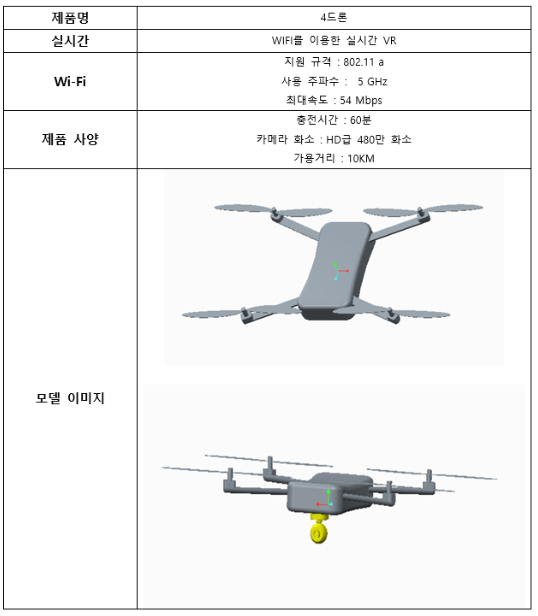 제품명 4드론
실시간 WIFI를 이용한 실시간 VR
Wi-Fi
지원 규격 : 802.11 a
사용 주파수 : 5 GHz
최대속도 : 54 Mbps
제품 사양
충전시간 : 60분
카메라 화소 : HD급 480만 화소
가용거리 : 10KM
모델 이미지